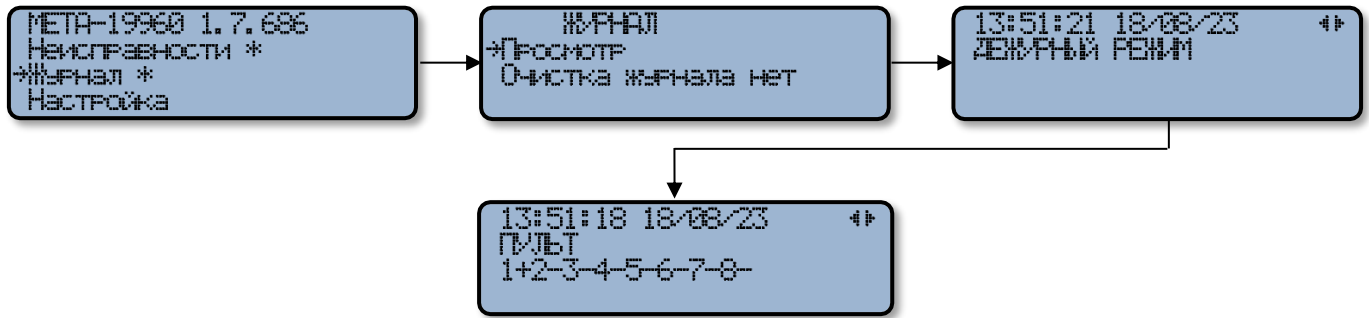 МЕТА-19960 1.7.686
Неисправности *
→Журнал *
Настройка
ЖУРНАЛ
→Просмотр
Очистка журнала нет
13:51:21 18/08/23
ДЕЖУРНЫЙ РЕЖИМ
13:51:18 18/08/23
ПУЛЬТ
1+2-3-4-5-6-7-8-